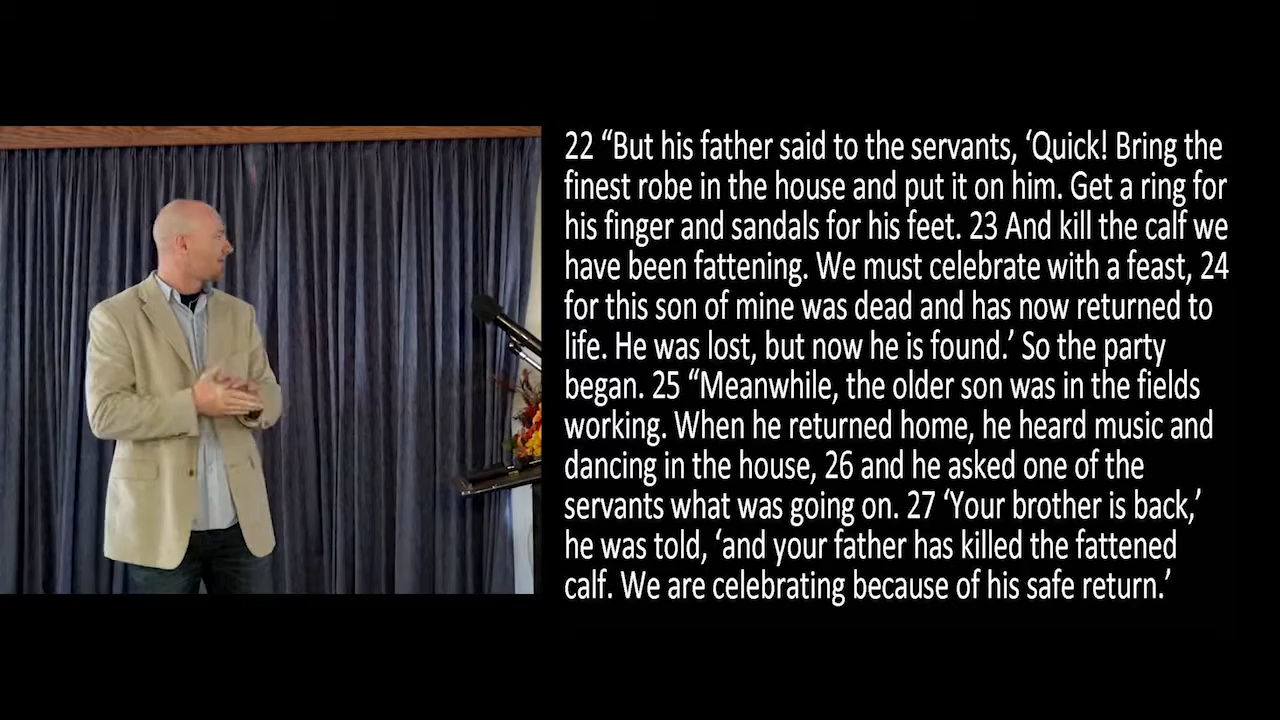 22 “But his father said to the servants, ‘Quick! Bring the
finest robe in the house and put it on him. Get a ring for
his finger and sandals for his feet. 23 And kill the calf we
have been fattening. We must celebrate with a feast, 24
for this son of mine was dead and has now returned to
life. He was lost, but now he is found.’ So the party
began. 25 “Meanwhile, the older son was in the fields
working. When he returned home, he heard music and
dancing in the house, 26 and he asked one of the
servants what was going on. 27 ‘Your brother is back,’
he was told, ‘and your father has killed the fattened
calf. We are celebrating because of his safe return.’